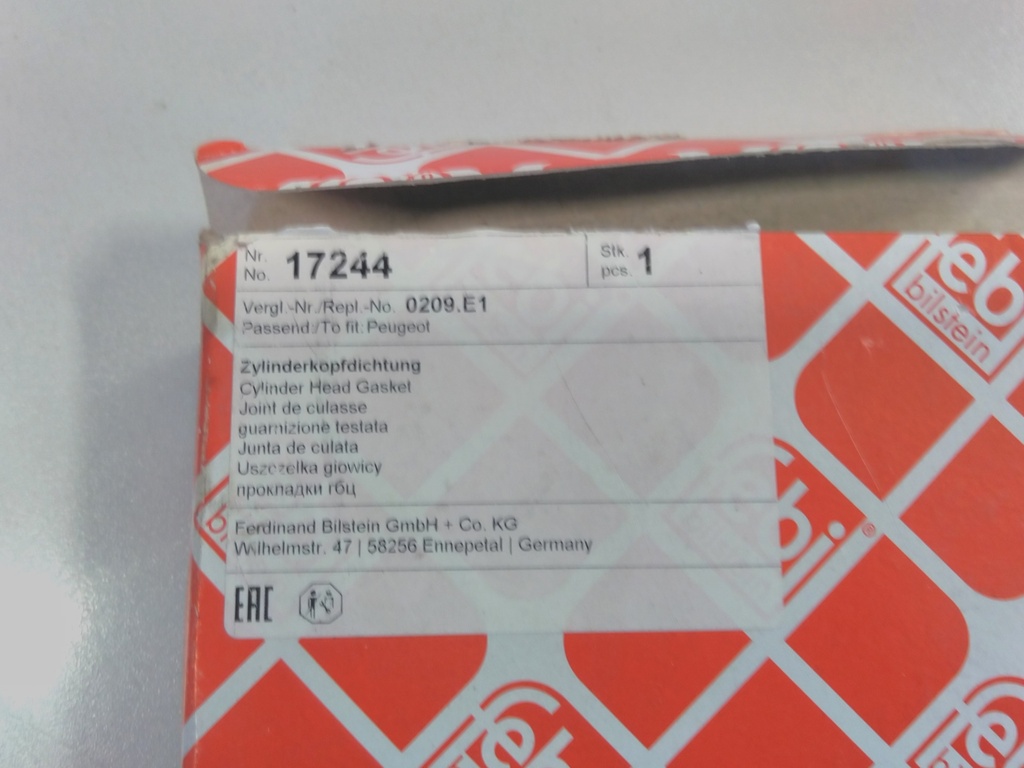 Nr. No. 17244 Stk. pcs. 1
Vergl.-Nr./Repl.-No. 0209.E1
Passend/To fit: Peugeot
Zylinderkopfdichtung
Cylinder Head Gasket
Joint de culasse
guarnizione testata
Junta de culata
Uszczelka glowicy
прокладки гбц
Ferdinand Bilstein GmbH + Co. KG
Wilhelmstr. 47 | 58256 Ennepetal | Germany
EAC
febi
bilstein
febi®